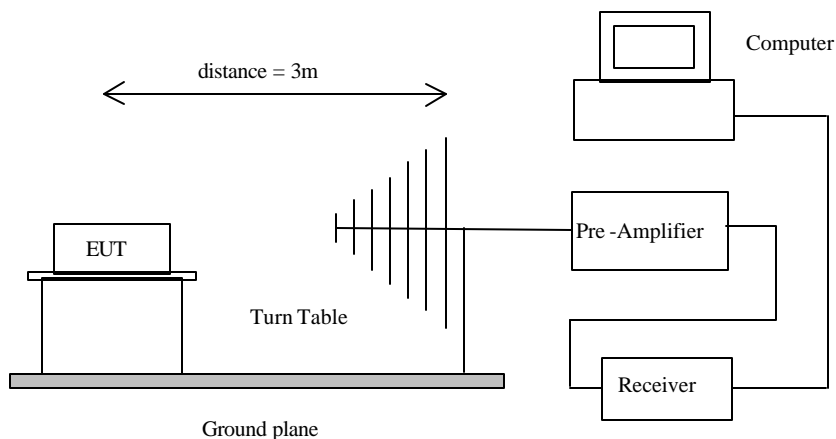 Computer
distance = 3m
Pre -Amplifier
EUT
Turn Table
Receiver
Ground plane